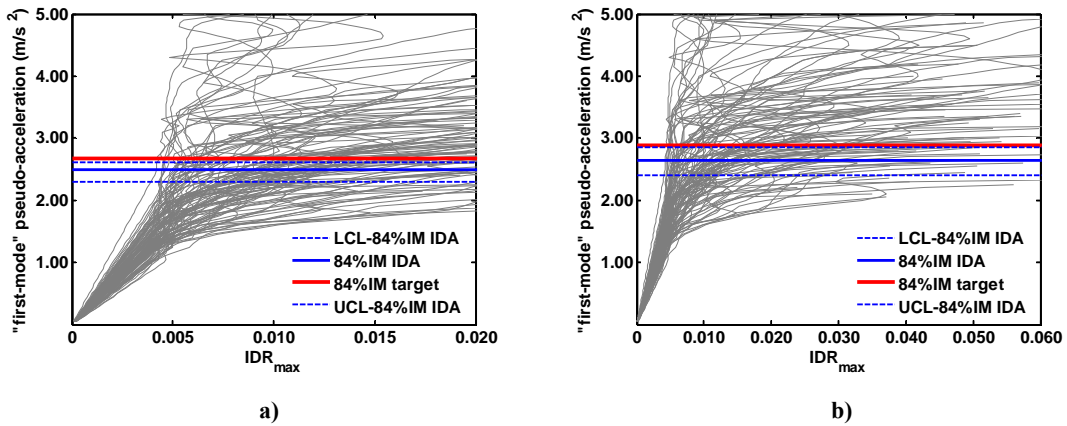 "first-mode" pseudo-acceleration (m/s²)
5.00
4.00
3.00
2.00
1.00
LCL-84%IM IDA
84%IM IDA
84%IM target
UCL-84%IM IDA
0 0.005 0.010 0.015 0.020
IDRmax
a)
"first-mode" pseudo-acceleration (m/s²)
5.00
4.00
3.00
2.00
1.00
LCL-84%IM IDA
84%IM IDA
84%IM target
UCL-84%IM IDA
0 0.010 0.020 0.030 0.040 0.050 0.060
IDRmax
b)